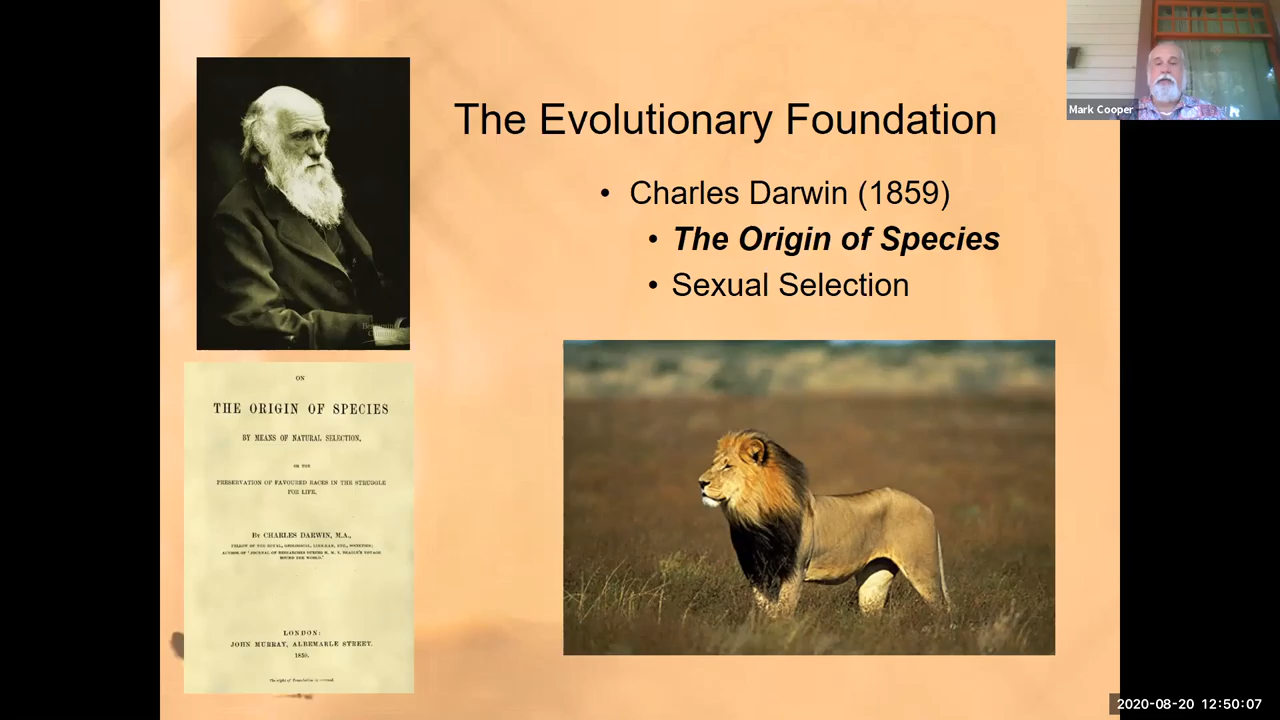 The Evolutionary Foundation
• Charles Darwin (1859)
• The Origin of Species
• Sexual Selection
Mark Cooper
ON
THE ORIGIN OF SPECIES
BY MEANS OF NATURAL SELECTION,
OR THE
PRESERVATION OF FAVOURED RACES IN THE STRUGGLE
FOR LIFE.
By CHARLES DARWIN, M.A.,
FELLOW OF THE ROYAL, GEOLOGICAL, LINNÆAN, ETC., SOCIETIES;
AUTHOR OF 'JOURNAL OF RESEARCHES DURING H. M. S. BEAGLE'S VOYAGE
ROUND THE WORLD.'
LONDON:
JOHN MURRAY, ALBEMARLE STREET.
1859.
The right of Translation is reserved.
2020-08-20 12:50:07